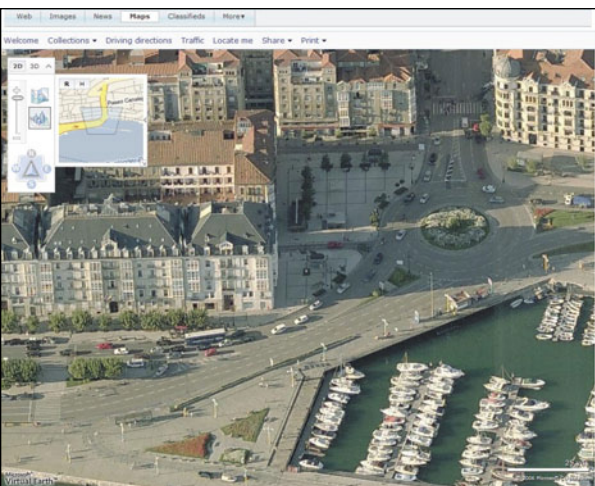 Web Images News Maps Classifieds More▾
Welcome Collections ▾ Driving directions Traffic Locate me Share ▾ Print ▾
2D 3D
R H
Microsoft
Virtual Earth